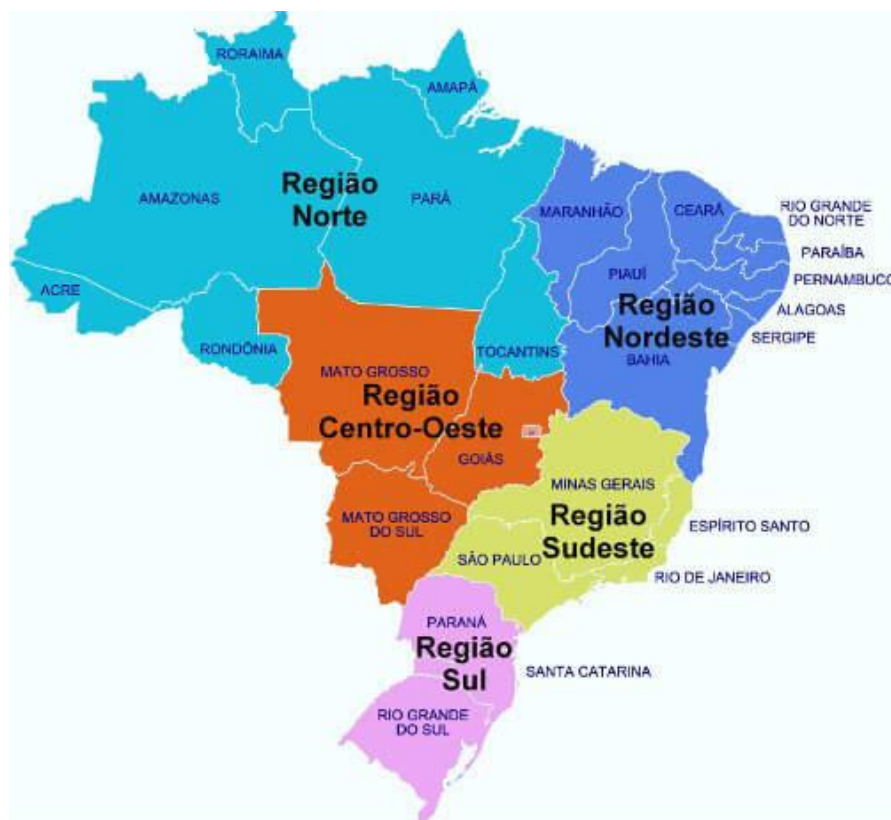 RORAIMA
AMAPÁ
AMAZONAS
Região
Norte
PARÁ
MARANHÃO
CEARÁ
RIO GRANDE
DO NORTE
PARAÍBA
PERNAMBUCO
ALAGOAS
SERGIPE
PIAUÍ
Região
Nordeste
BAHIA
ACRE
RONDÔNIA
TOCANTINS
MATO GROSSO
Região
Centro-Oeste
GOIÁS
MATO GROSSO
DO SUL
MINAS GERAIS
Região
Sudeste
ESPÍRITO SANTO
SÃO PAULO
RIO DE JANEIRO
PARANÁ
Região
Sul
SANTA CATARINA
RIO GRANDE
DO SUL